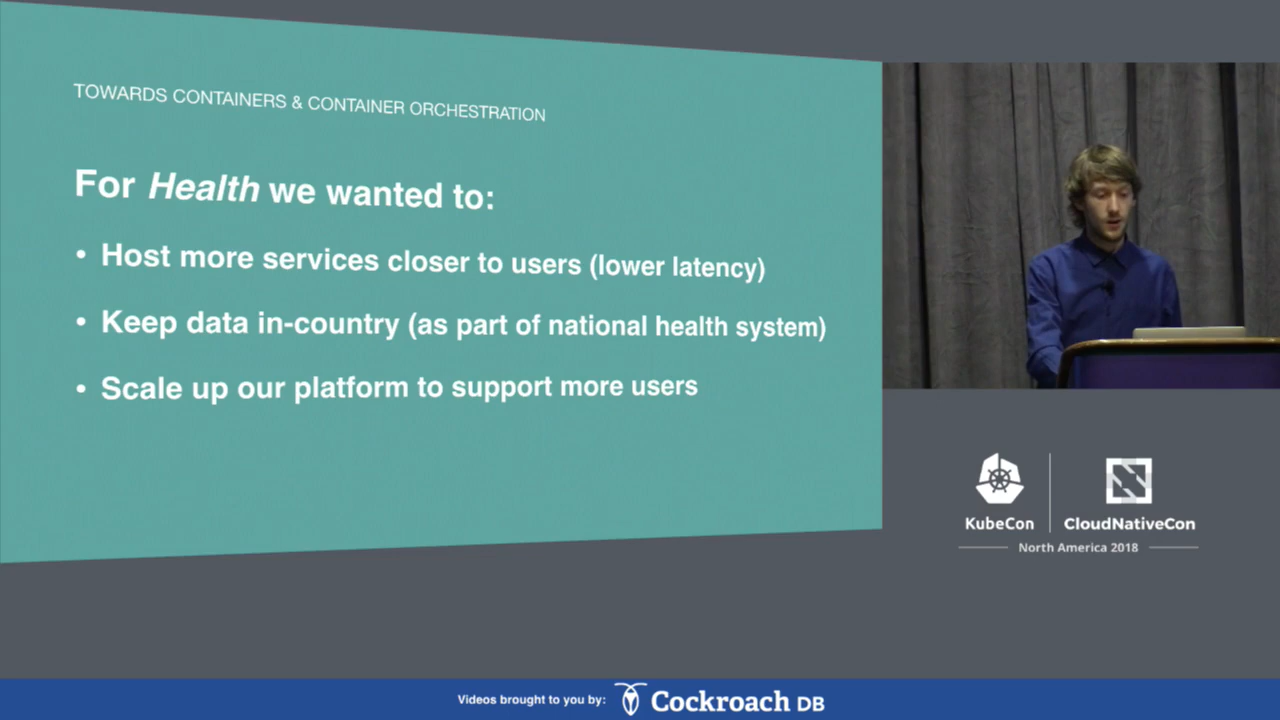 TOWARDS CONTAINERS & CONTAINER ORCHESTRATION
For Health we wanted to:
• Host more services closer to users (lower latency)
• Keep data in-country (as part of national health system)
• Scale up our platform to support more users
KubeCon
CloudNativeCon
North America 2018
Videos brought to you by:
Cockroach DB